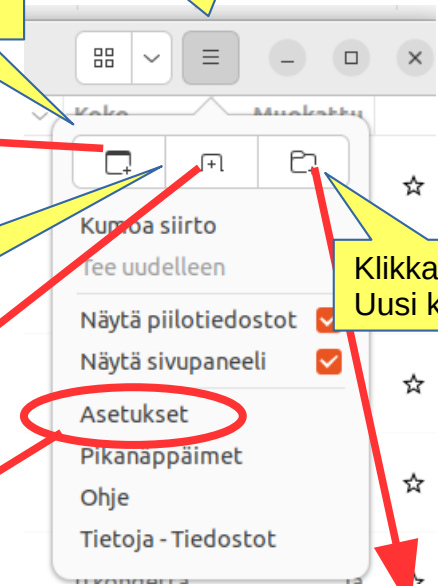 Koko Muokattu
Kumoa siirto
Tee uudelleen
Klikka
Uusi k
Näytä piilotiedostot
Näytä sivupaneeli
Asetukset
Pikanäppäimet
Ohje
Tietoja - Tiedostot